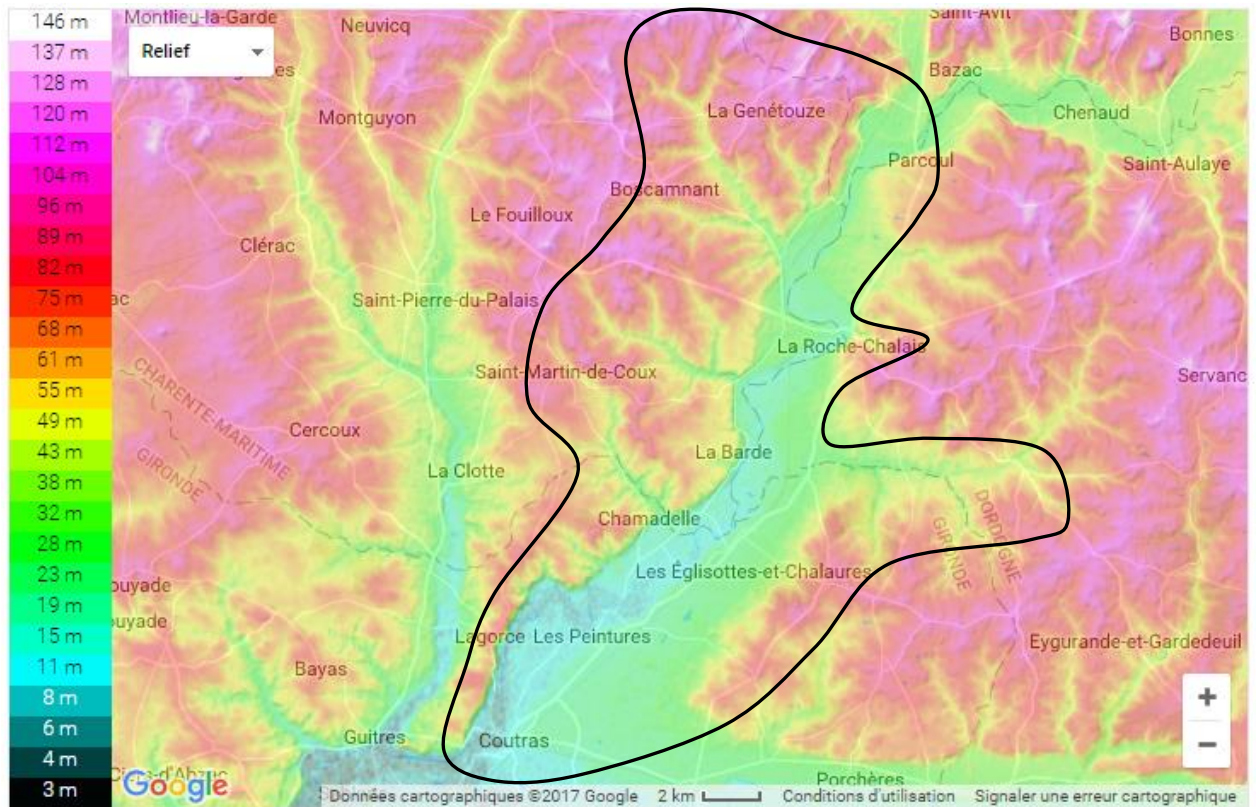 146 m
137 m
128 m
120 m
112 m
104 m
96 m
89 m
82 m
75 m
68 m
61 m
55 m
49 m
43 m
38 m
32 m
28 m
23 m
19 m
15 m
11 m
8 m
6 m
4 m
3 m
Relief
Montlieu-la-Garde
Neuvicq
Saint-Avit
Bonnes
Bazac
La Genétouze
Chenaud
Montguyon
Parcoul
Saint-Aulaye
Boscamnant
Le Fouilloux
Clérac
Saint-Pierre-du-Palais
La Roche-Chalais
Saint-Martin-de-Coux
Servanc
CHARENTE-MARITIME
GIRONDE
Cercoux
La Barde
La Clotte
Chamadelle
DORDOGNE
GIRONDE
Les Églisottes-et-Chalaures
ouyade
ouyade
Lagorce
Les Peintures
Eygurande-et-Gardedeuil
Bayas
Guitres
Coutras
Porchères
Google
Données cartographiques ©2017 Google
2 km
Conditions d'utilisation
Signaler une erreur cartographique
+
−